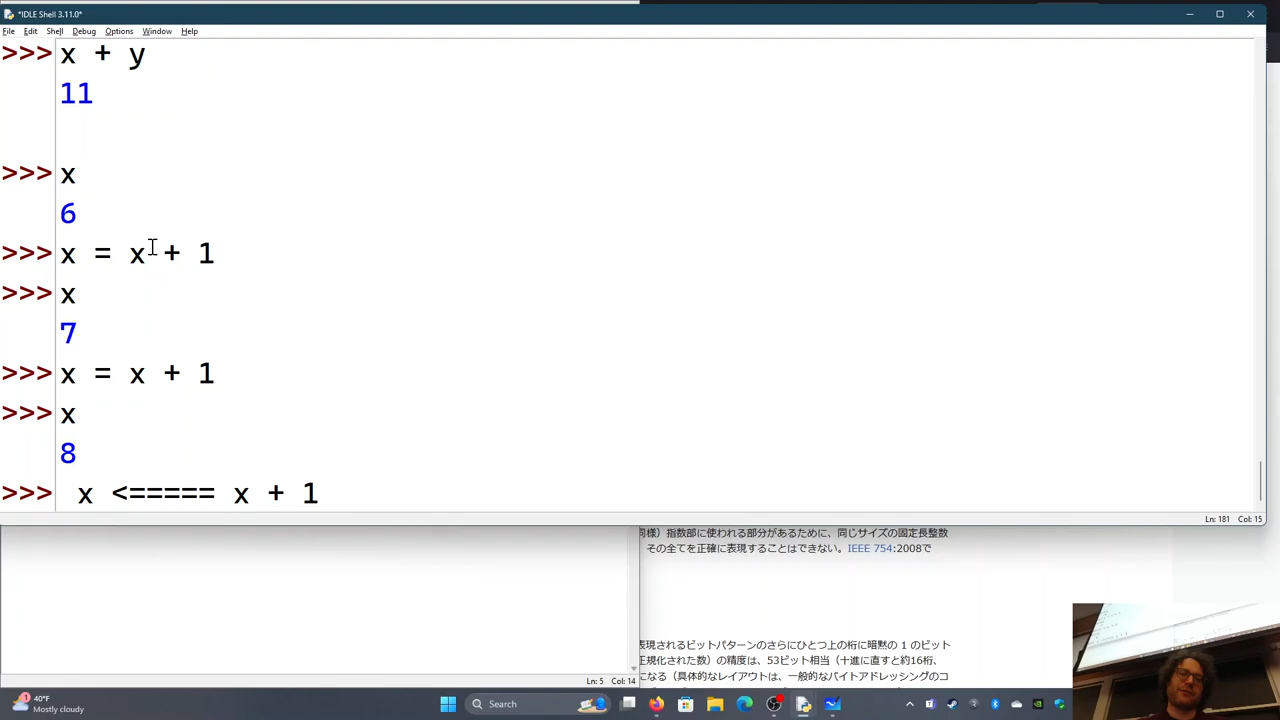 *IDLE Shell 3.11.0*
File Edit Shell Debug Options Window Help
>>> x + y
11
>>> x
6
>>> x = x + 1
>>> x
7
>>> x = x + 1
>>> x
8
>>> x <===== x + 1
Ln: 181 Col: 15
同様）指数部に使われる部分があるために、同じサイズの固定長整数
その全てを正確に表現することはできない。IEEE 754:2008で
表現されるビットパターンのさらにひとつ上の桁に暗黙の 1 のビット
正規化された数）の精度は、53ビット相当（十進に直すと約16桁、
になる（具体的なレイアウトは、一般的なバイトアドレッシングのコ
Ln: 5 Col: 14
1
40°F
Mostly cloudy
Search